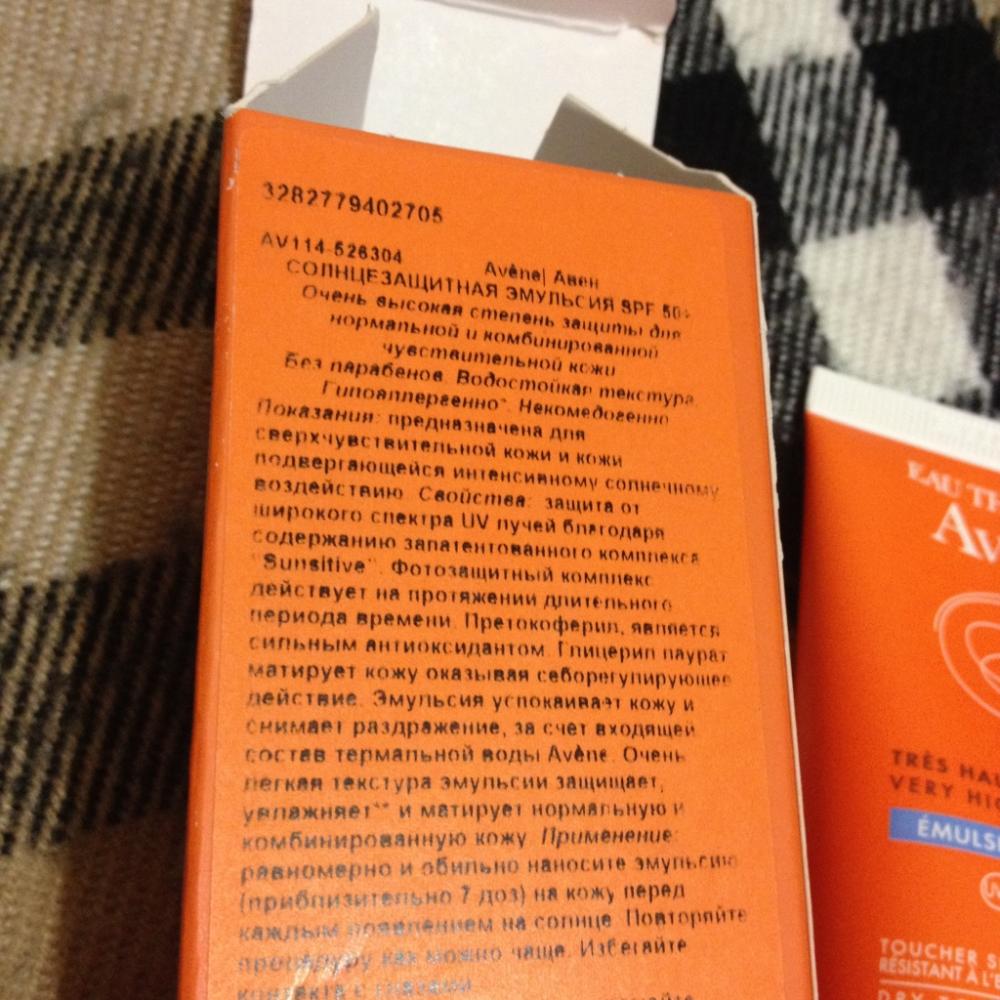 3282779402705
AV114-526304
Avène| Авен
СОЛНЦЕЗАЩИТНАЯ ЭМУЛЬСИЯ SPF 50+
Очень высокая степень защиты для
нормальной и комбинированной
чувствительной кожи
Без парабенов. Водостойкая текстура.
Гипоаллергенно*. Некомедогенно
Показания: предназначена для
сверхчувствительной кожи и кожи
подвергающейся интенсивному солнечному
воздействию. Свойства: защита от
широкого спектра UV лучей благодаря
содержанию запатентованного комплекса
"Sunsitive". Фотозащитный комплекс
действует на протяжении длительного
периода времени. Претокоферил, является
сильным антиоксидантом. Глицерил лаурат
матирует кожу оказывая себорегулирующее
действие. Эмульсия успокаивает кожу и
снимает раздражение, за счет входящей
состав термальной воды Avène. Очень
легкая текстура эмульсии защищает,
увлажняет** и матирует нормальную и
комбинированную кожу. Применение:
равномерно и обильно наносите эмульсию
(приблизительно 7 доз) на кожу перед
каждым появлением на солнце. Повторяйте
процедуру как можно чаще. Избегайте
контакта с глазами
EAU
TRÈS
VERY
TOUCHER
RÉSISTANT À